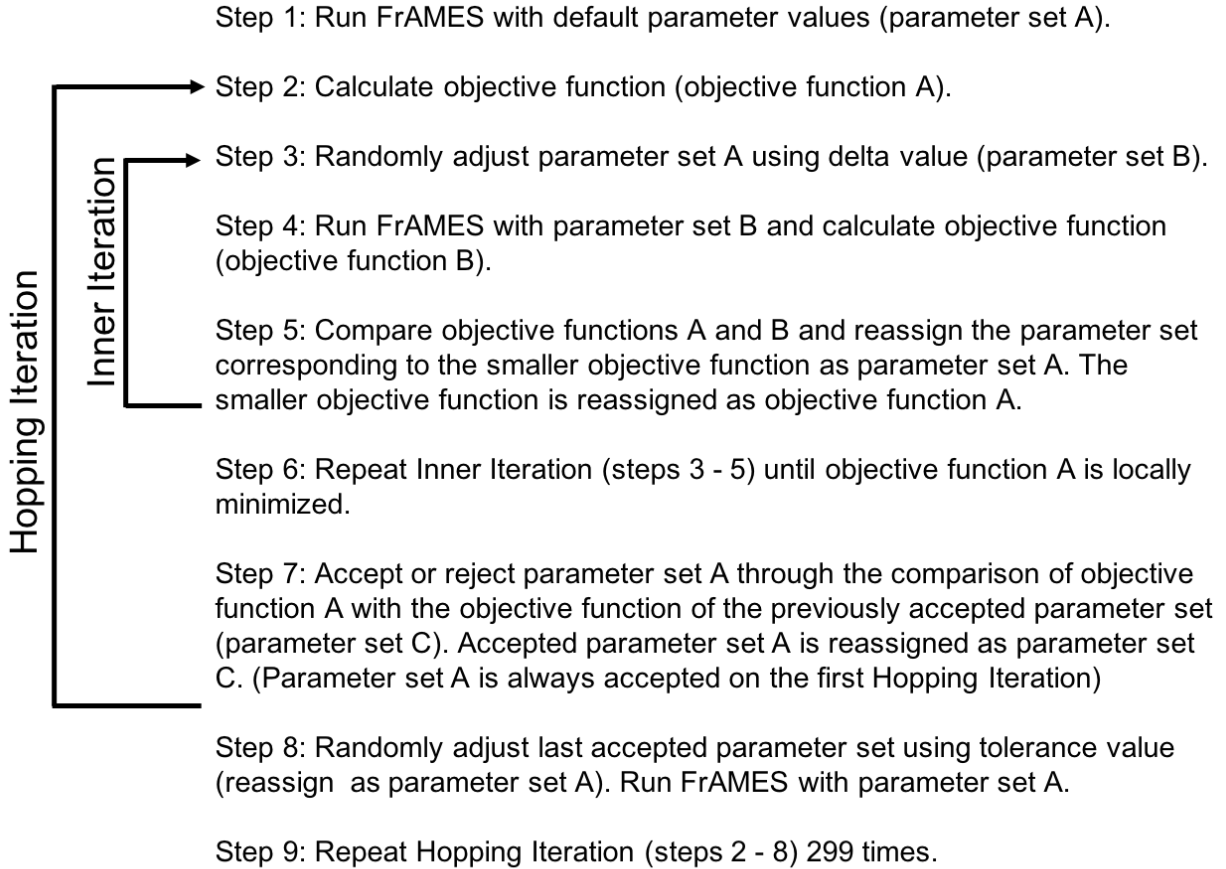 Step 1: Run FrAMES with default parameter values (parameter set A).
Step 2: Calculate objective function (objective function A).
Step 3: Randomly adjust parameter set A using delta value (parameter set B).
Step 4: Run FrAMES with parameter set B and calculate objective function
(objective function B).
Step 5: Compare objective functions A and B and reassign the parameter set
corresponding to the smaller objective function as parameter set A. The
smaller objective function is reassigned as objective function A.
Step 6: Repeat Inner Iteration (steps 3 - 5) until objective function A is locally
minimized.
Step 7: Accept or reject parameter set A through the comparison of objective
function A with the objective function of the previously accepted parameter set
(parameter set C). Accepted parameter set A is reassigned as parameter set
C. (Parameter set A is always accepted on the first Hopping Iteration)
Step 8: Randomly adjust last accepted parameter set using tolerance value
(reassign as parameter set A). Run FrAMES with parameter set A.
Step 9: Repeat Hopping Iteration (steps 2 - 8) 299 times.
Hopping Iteration
Inner Iteration